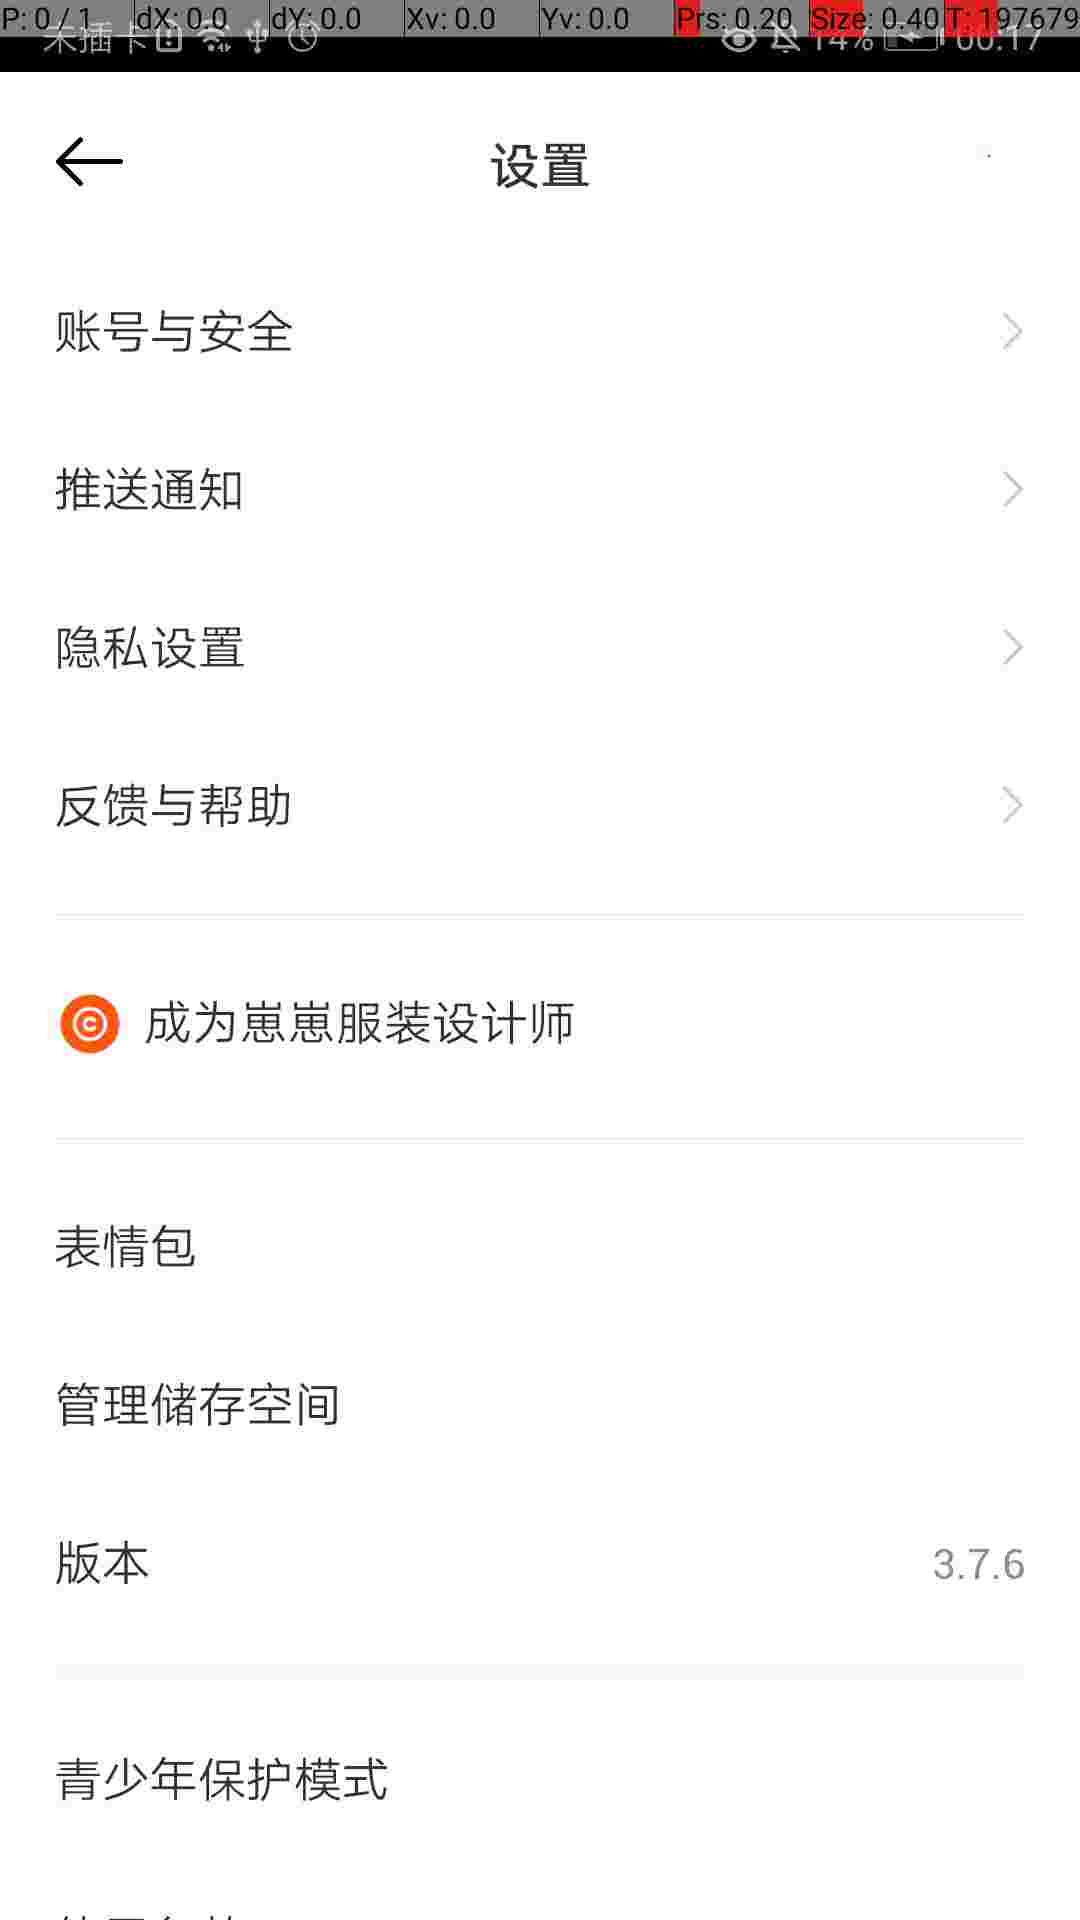 P: 0 / 1 dX: 0.0 dY: 0.0 Xv: 0.0 Yv: 0.0 Prs: 0.20 Size: 0.40 T: 197679
未插卡 14% 00:17
设置
账号与安全
推送通知
隐私设置
反馈与帮助
成为崽崽服装设计师
表情包
管理储存空间
版本 3.7.6
青少年保护模式